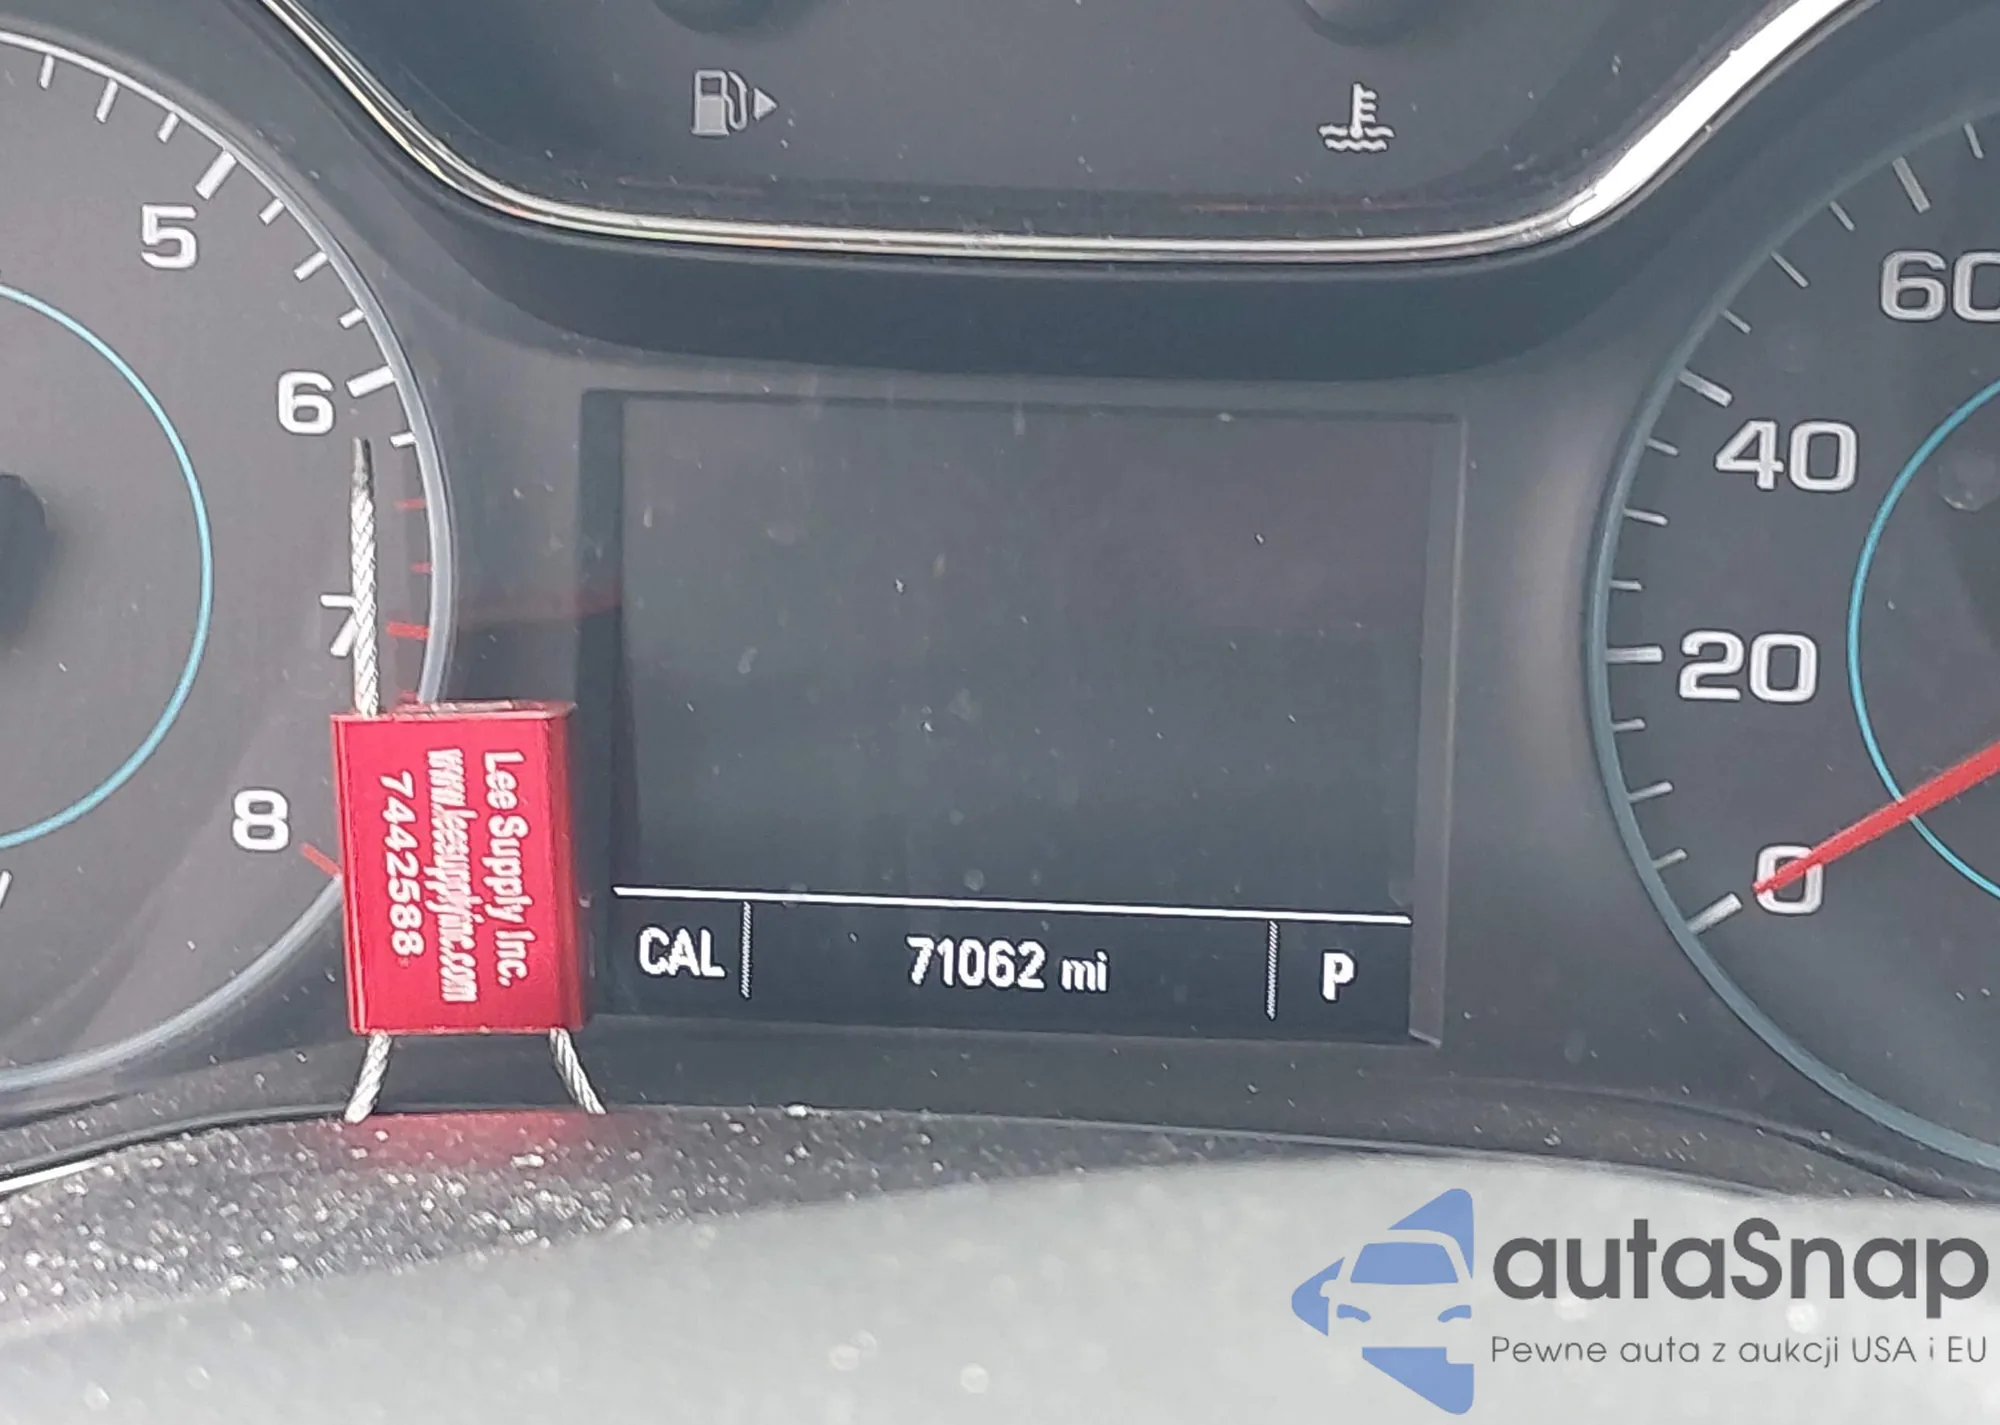 5
6
7
8
60
40
20
0
Lee Supply Inc.
www.leesupplyinc.com
7442588
CAL 71062 mi P
autaSnap
Pewne auta z aukcji USA i EU